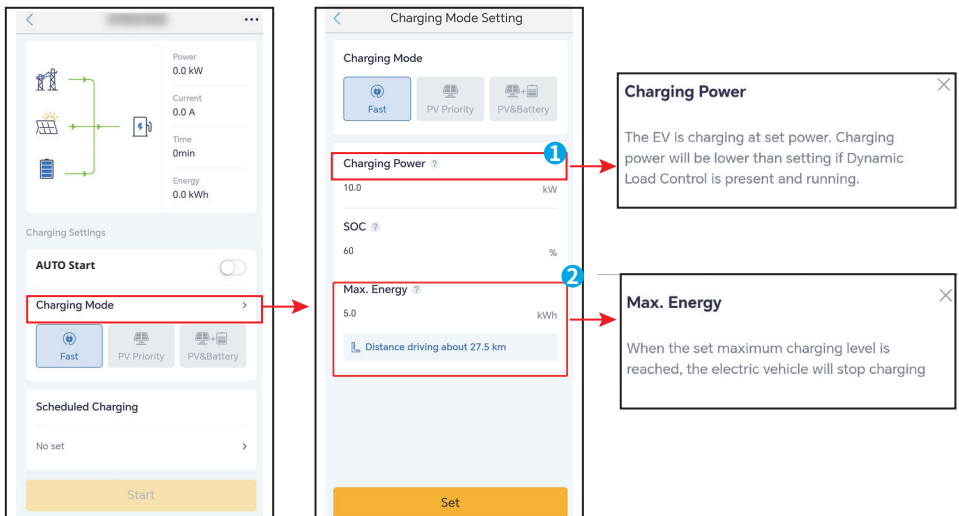 Power
0.0 kW
Current
0.0 A
Time
0min
Energy
0.0 kWh
Charging Settings
AUTO Start
Charging Mode
Fast
PV Priority
PV&Battery
Scheduled Charging
No set
Start
Charging Mode Setting
Charging Mode
Fast
PV Priority
PV&Battery
1
Charging Power ?
10.0 kW
SOC ?
60 %
2
Max. Energy ?
5.0 kWh
Distance driving about 27.5 km
Set
Charging Power
The EV is charging at set power. Charging
power will be lower than setting if Dynamic
Load Control is present and running.
Max. Energy
When the set maximum charging level is
reached, the electric vehicle will stop charging